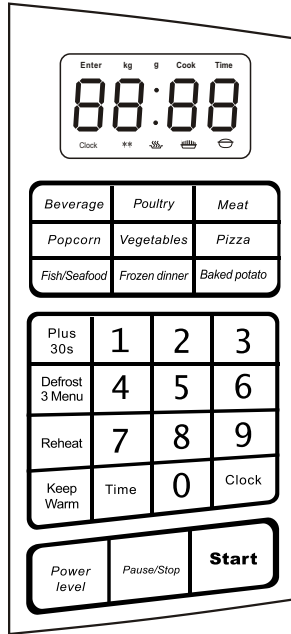 Enter kg g Cook Time
88:88
Clock
Beverage Poultry Meat
Popcorn Vegetables Pizza
Fish/Seafood Frozen dinner Baked potato
Plus
30s 1 2 3
Defrost
3 Menu 4 5 6
Reheat 7 8 9
Keep
Warm Time 0 Clock
Power
level Pause/Stop Start